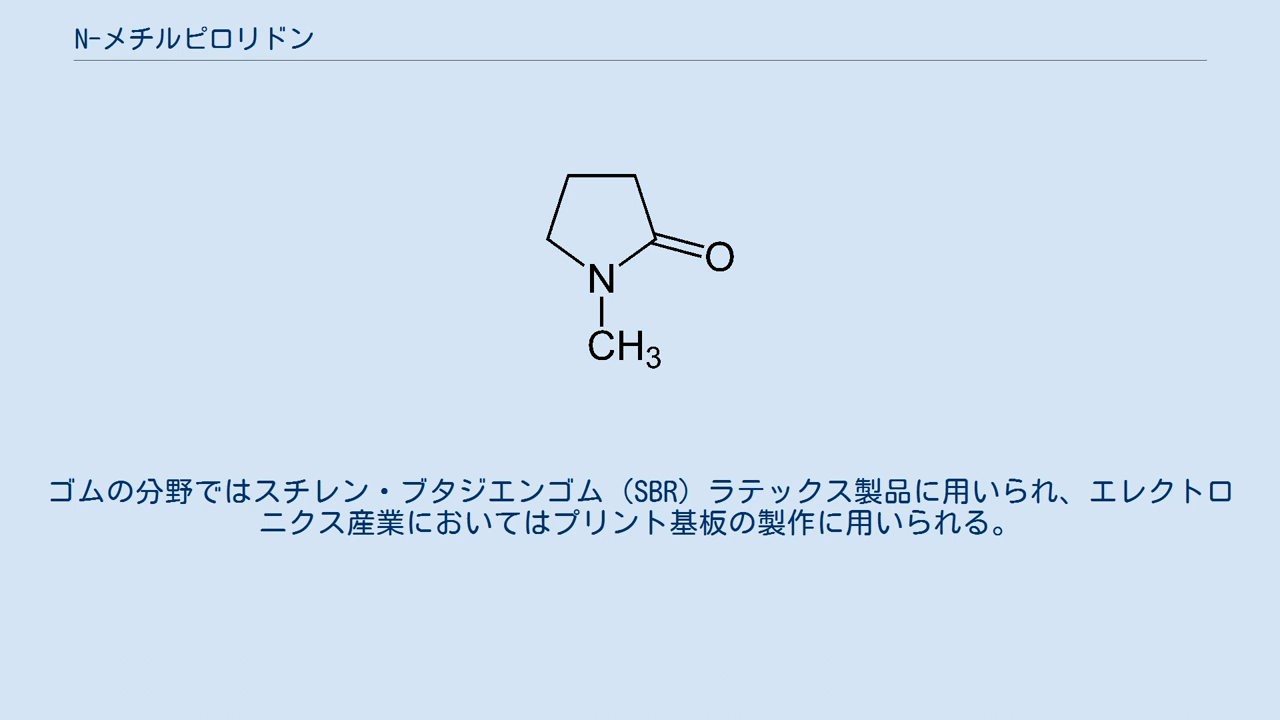 N-メチルピロリドン
O
N
CH3
ゴムの分野ではスチレン・ブタジエンゴム（SBR）ラテックス製品に用いられ、エレクトロ
ニクス産業においてはプリント基板の製作に用いられる。